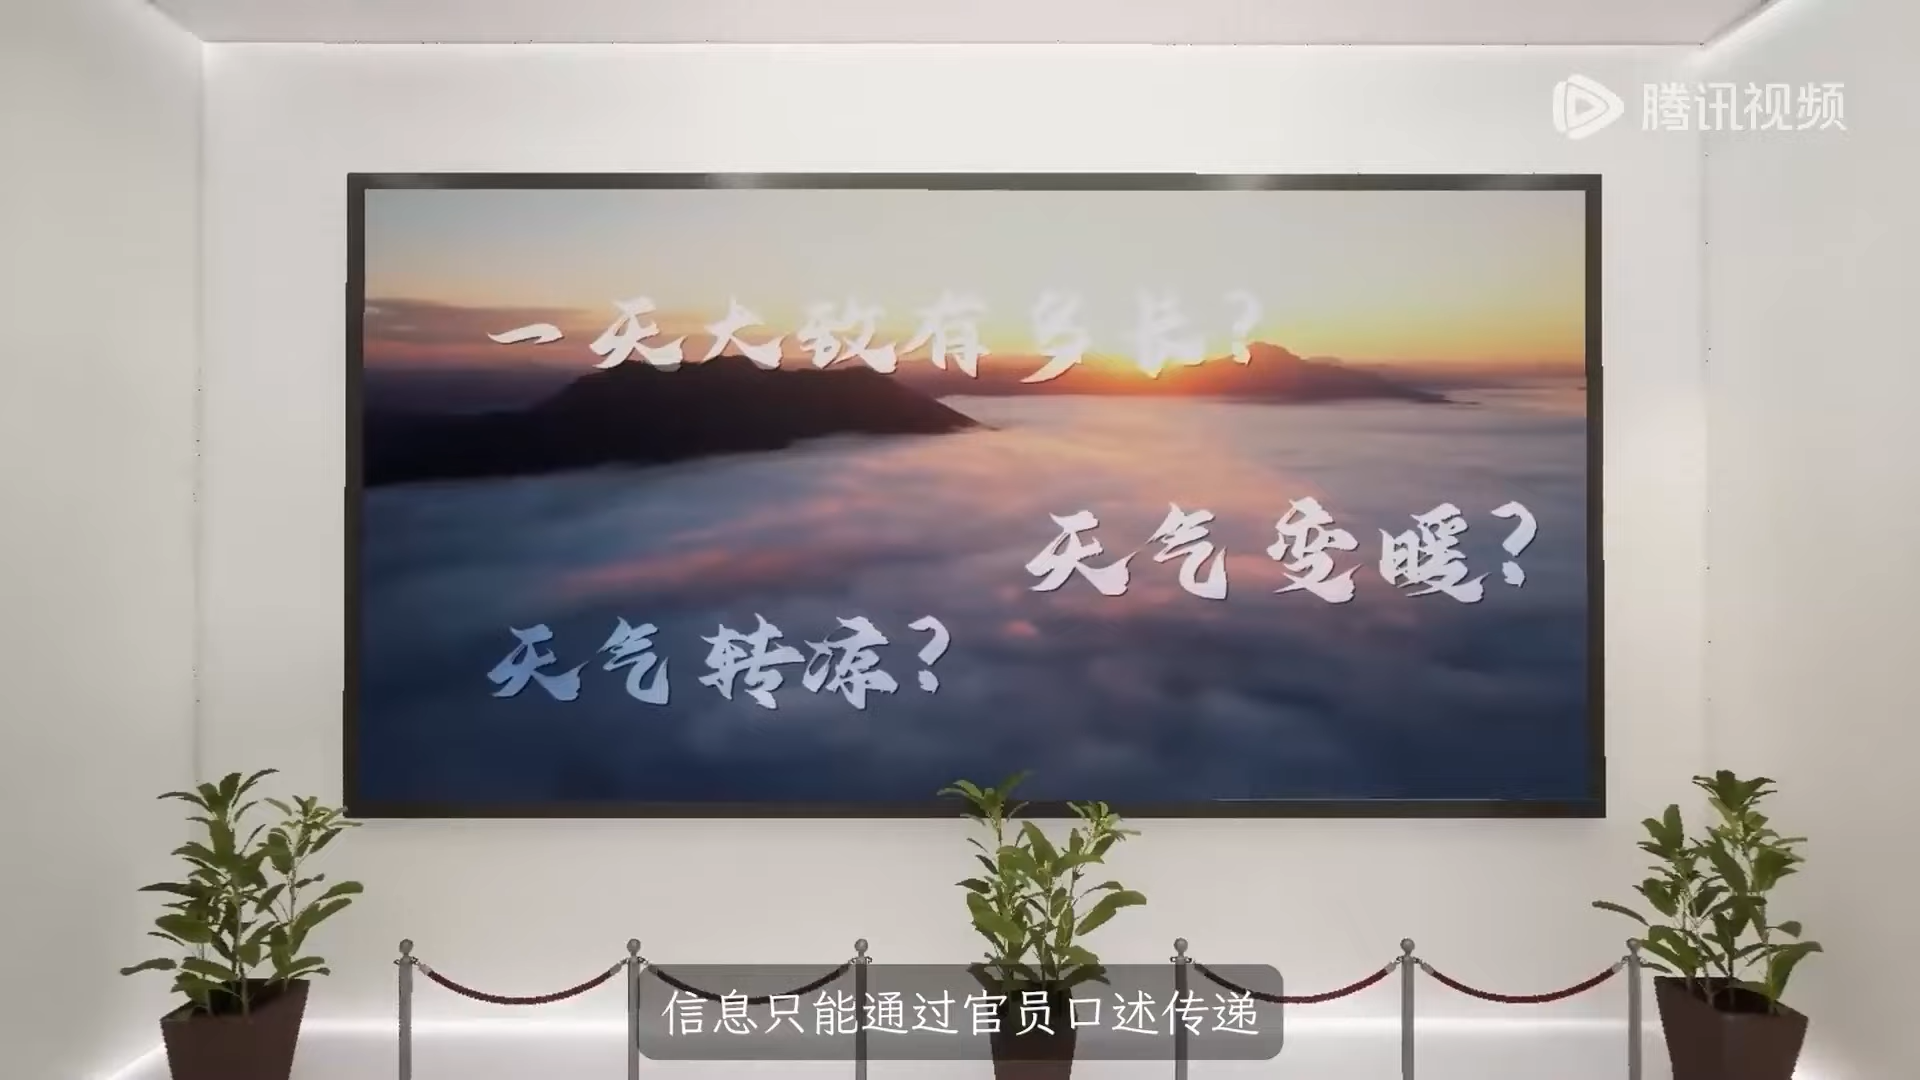 腾讯视频
一天大致有多长?
天气变暖?
天气转凉?
信息只能通过官员口述传递